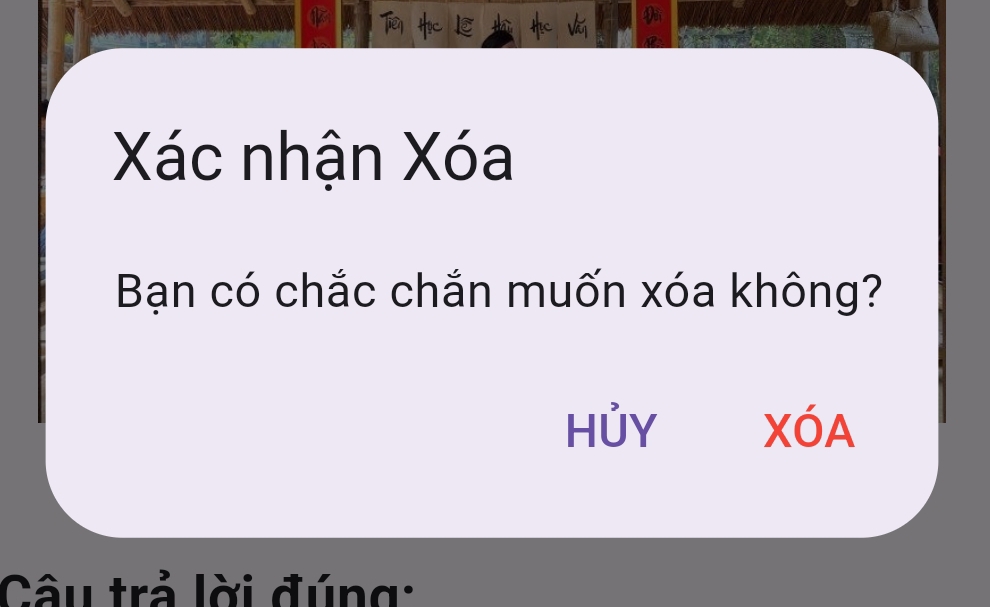 Tiên Học Lễ Hậu Học Văn
Xác nhận Xóa
Bạn có chắc chắn muốn xóa không?
HỦY
XÓA
Câu trả lời đúng: